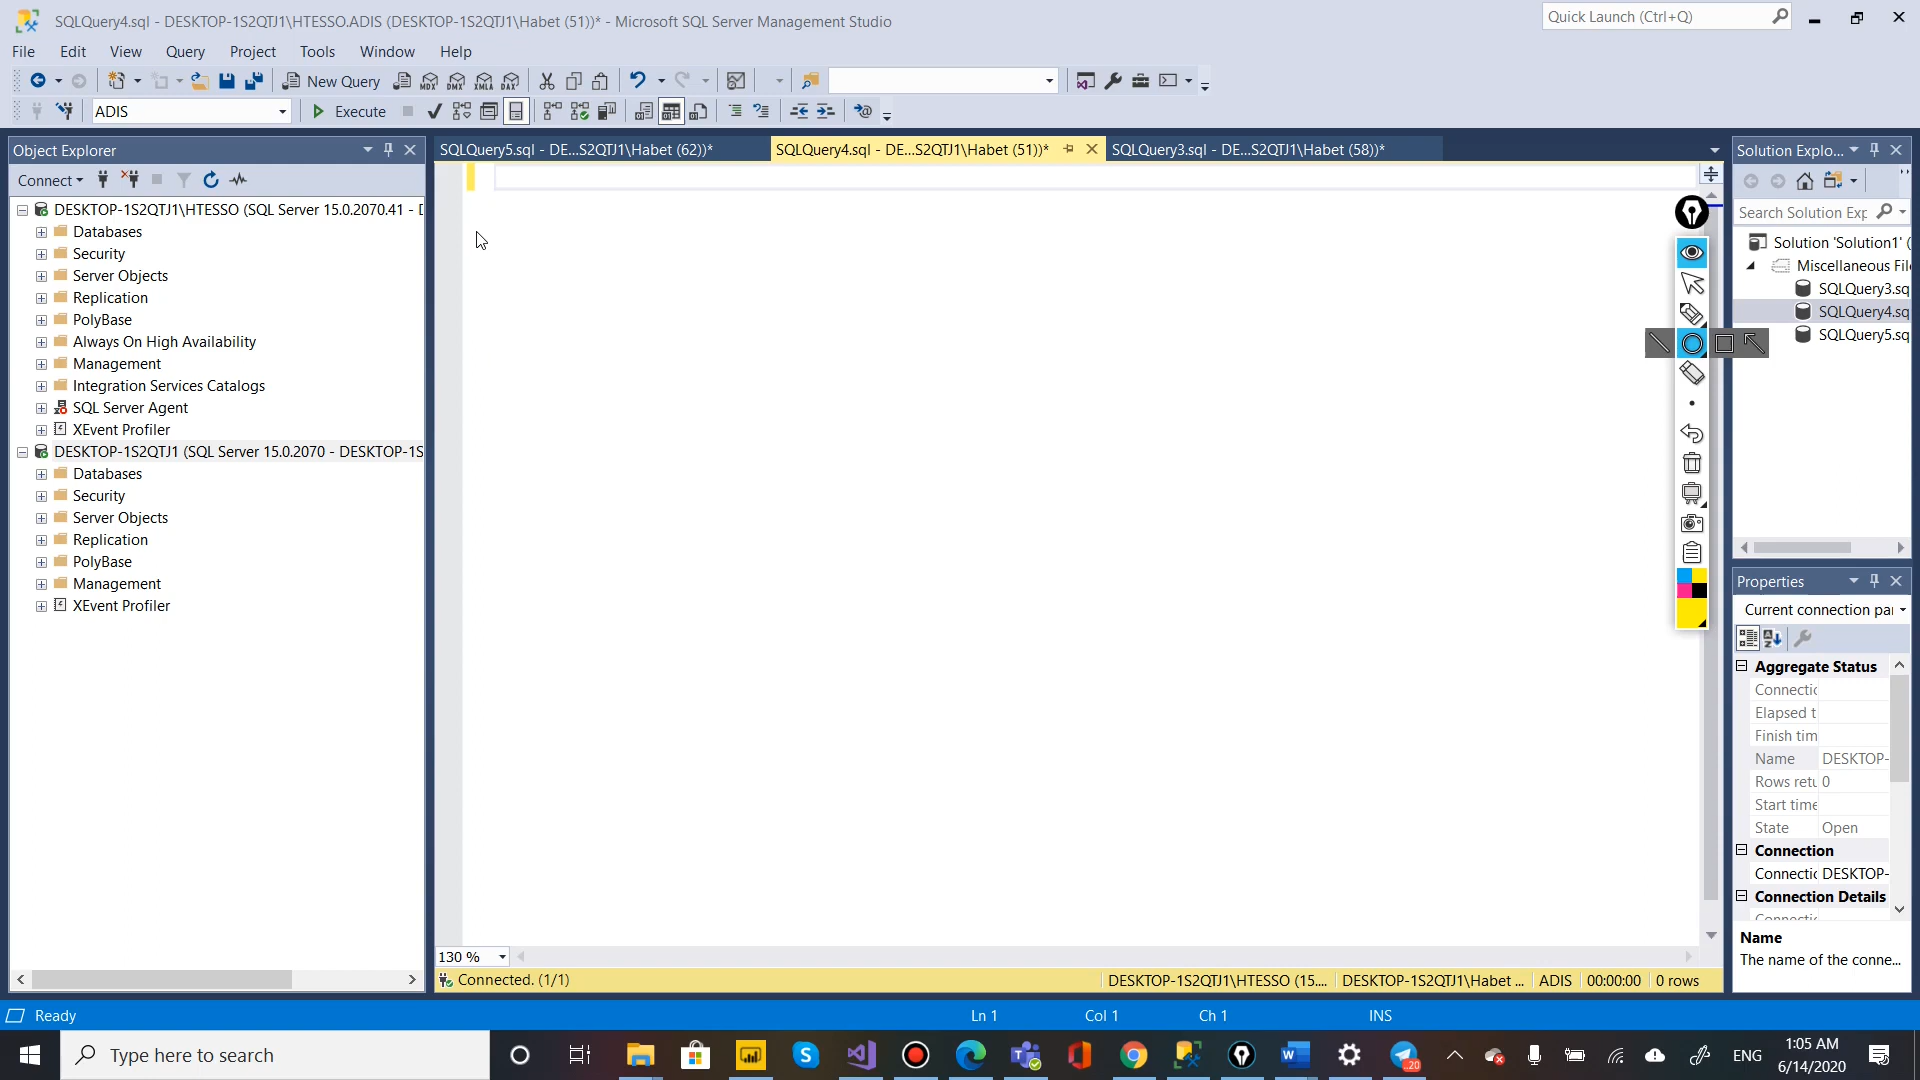 SQLQuery4.sql - DESKTOP-1S2QTJ1\HTESSO.ADIS (DESKTOP-1S2QTJ1\Habet (51))* - Microsoft SQL Server Management Studio
Quick Launch (Ctrl+Q)
File Edit View Query Project Tools Window Help
New Query MDX DMX XMLA DAX
ADIS Execute
Object Explorer
Connect
DESKTOP-1S2QTJ1\HTESSO (SQL Server 15.0.2070.41 - D
Databases
Security
Server Objects
Replication
PolyBase
Always On High Availability
Management
Integration Services Catalogs
SQL Server Agent
XEvent Profiler
DESKTOP-1S2QTJ1 (SQL Server 15.0.2070 - DESKTOP-1S
Databases
Security
Server Objects
Replication
PolyBase
Management
XEvent Profiler
SQLQuery5.sql - DE...S2QTJ1\Habet (62))* SQLQuery4.sql - DE...S2QTJ1\Habet (51))* SQLQuery3.sql - DE...S2QTJ1\Habet (58))*
130 %
Connected. (1/1) DESKTOP-1S2QTJ1\HTESSO (15.... DESKTOP-1S2QTJ1\Habet ... ADIS 00:00:00 0 rows
Solution Explo...
Search Solution Exp
Solution 'Solution1' (
Miscellaneous Fil
SQLQuery3.sq
SQLQuery4.sq
SQLQuery5.sq
Properties
Current connection par
Aggregate Status
Connectic
Elapsed t
Finish tim
Name DESKTOP-
Rows retu 0
Start time
State Open
Connection
Connectic DESKTOP-
Connection Details
Name
The name of the conne...
Ready Ln 1 Col 1 Ch 1 INS
Type here to search
20
ENG
1:05 AM
6/14/2020